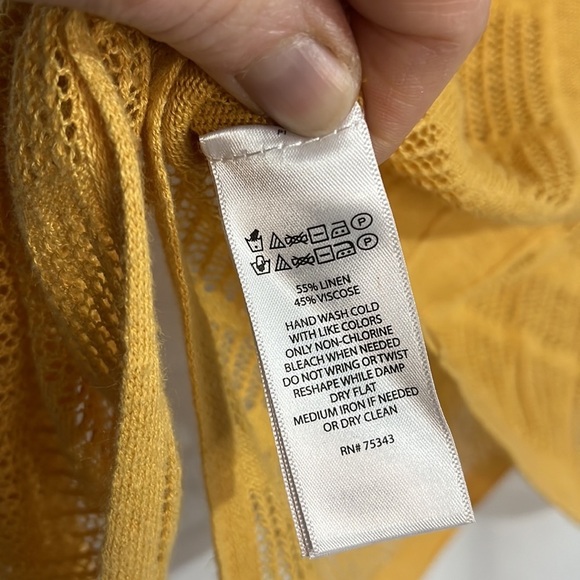 P
P
55% LINEN
45% VISCOSE
HAND WASH COLD
WITH LIKE COLORS
ONLY NON-CHLORINE
BLEACH WHEN NEEDED
DO NOT WRING OR TWIST
RESHAPE WHILE DAMP
DRY FLAT
MEDIUM IRON IF NEEDED
OR DRY CLEAN
RN# 75343